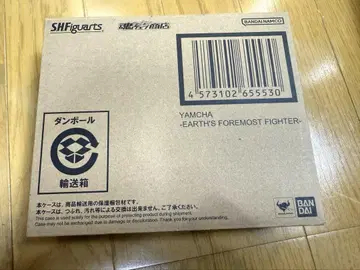 S.H.Figuarts
魂ウェブ商店
BANDAI NAMCO
4 573102 655530
YAMCHA
-EARTH'S FOREMOST FIGHTER-
ダンボール
輸送箱
本ケースは、商品輸送用の保護梱包材です。
本ケースは、つぶれ、汚れ等による交換は出来ません。ご了承ください。
This case is used solely for the purpose of protecting product during shipment.
Case may not be exchanged due to damage or staining. Thank you for your understanding.
BAN
DAI